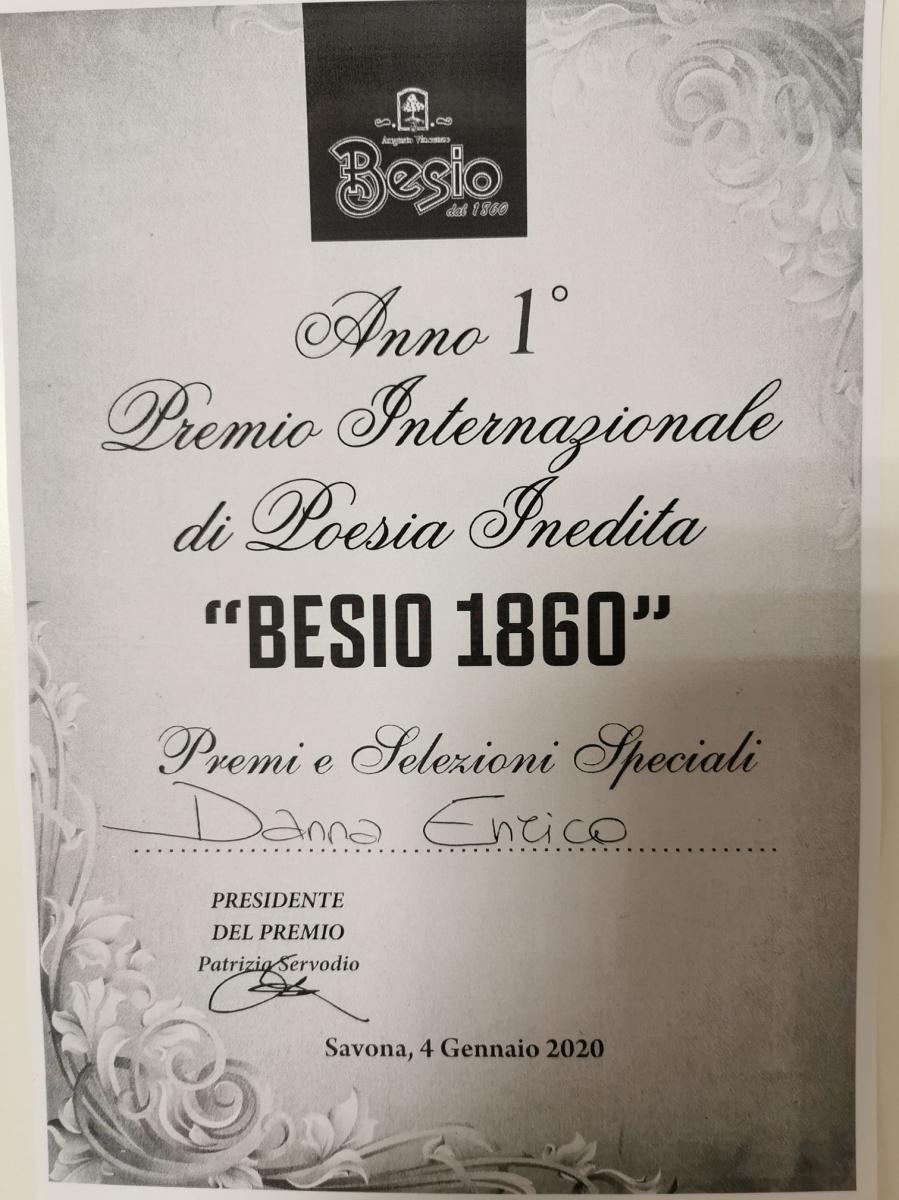 Augusto Vincenzo
Besio
dal 1860
Anno 1°
Premio Internazionale
di Poesia Inedita
“BESIO 1860”
Premi e Selezioni Speciali
Danna Enrico
PRESIDENTE
DEL PREMIO
Patrizia Servodio
Savona, 4 Gennaio 2020